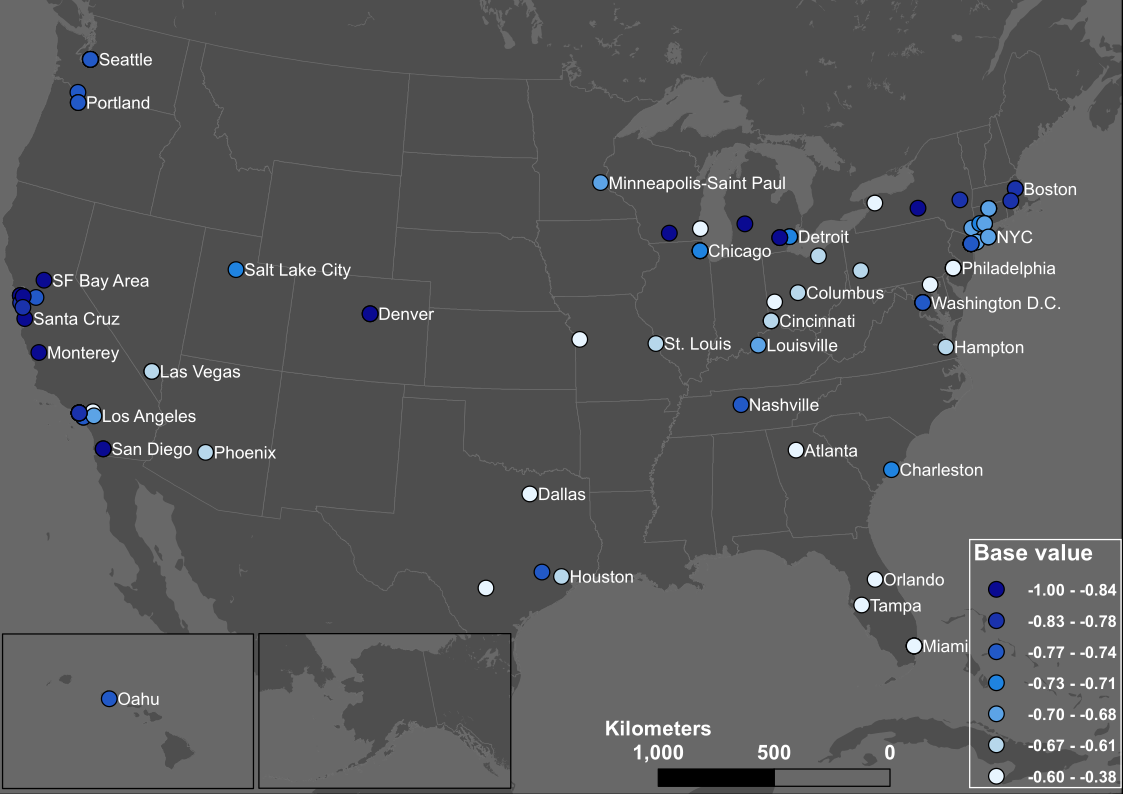 Seattle
Portland
Minneapolis-Saint Paul
Boston
NYC
Detroit
Chicago
Philadelphia
Salt Lake City
SF Bay Area
Columbus
Washington D.C.
Denver
Santa Cruz
Cincinnati
St. Louis
Louisville
Hampton
Monterey
Las Vegas
Nashville
Los Angeles
San Diego
Phoenix
Atlanta
Charleston
Dallas
Houston
Orlando
Tampa
Miami
Oahu
Base value
-1.00 - -0.84
-0.83 - -0.78
-0.77 - -0.74
-0.73 - -0.71
-0.70 - -0.68
-0.67 - -0.61
-0.60 - -0.38
Kilometers
1,000 500 0